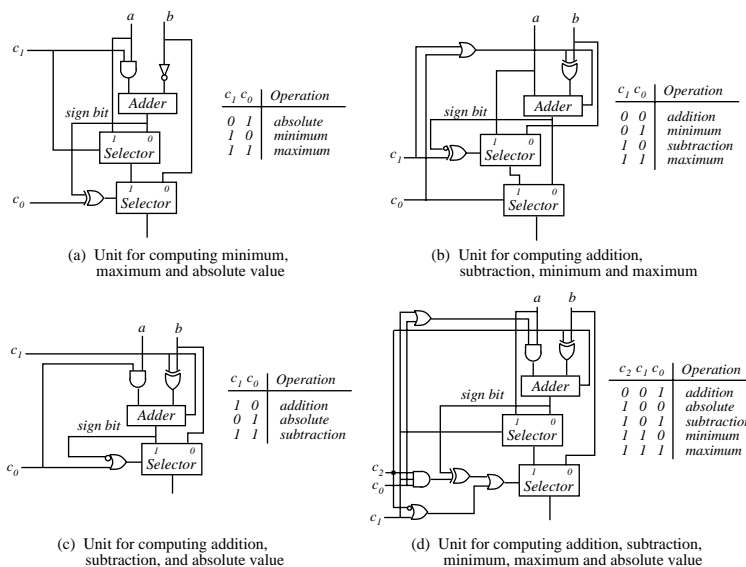 a b
c1
Adder
sign bit
1 0
Selector
1 0
c0
Selector
c1 c0 Operation
0 1 absolute
1 0 minimum
1 1 maximum
(a) Unit for computing minimum,
maximum and absolute value
a b
Adder
sign bit
1 0
c1
Selector
1 0
c0
Selector
c1 c0 Operation
0 0 addition
0 1 minimum
1 0 subtraction
1 1 maximum
(b) Unit for computing addition,
subtraction, minimum and maximum
a b
c1
Adder
sign bit
1 0
c0
Selector
c1 c0 Operation
1 0 addition
0 1 absolute
1 1 subtraction
(c) Unit for computing addition,
subtraction, and absolute value
a b
Adder
sign bit
1 0
Selector
1 0
c2
c0
Selector
c1
c2 c1 c0 Operation
0 0 1 addition
1 0 0 absolute
1 0 1 subtraction
1 1 0 minimum
1 1 1 maximum
(d) Unit for computing addition, subtraction,
minimum, maximum and absolute value